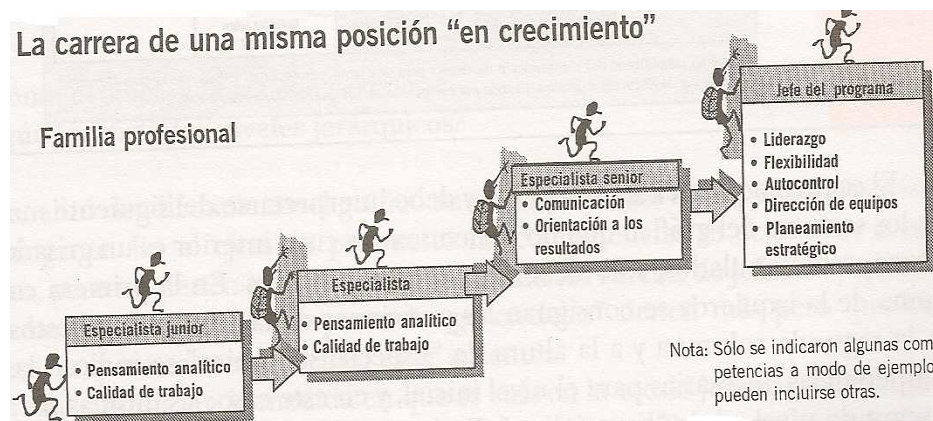 La carrera de una misma posición “en crecimiento”
Familia profesional
Especialista junior
• Pensamiento analítico
• Calidad de trabajo
Especialista
• Pensamiento analítico
• Calidad de trabajo
Especialista senior
• Comunicación
• Orientación a los
resultados
Jefe del programa
• Liderazgo
• Flexibilidad
• Autocontrol
• Dirección de equipos
• Planeamiento
estratégico
Nota: Sólo se indicaron algunas com
petencias a modo de ejemplo
pueden incluirse otras.